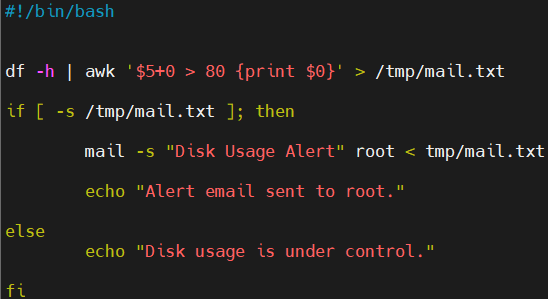 #!/bin/bash
df -h | awk '$5+0 > 80 {print $0}' > /tmp/mail.txt
if [ -s /tmp/mail.txt ]; then
mail -s "Disk Usage Alert" root < tmp/mail.txt
echo "Alert email sent to root."
else
echo "Disk usage is under control."
fi